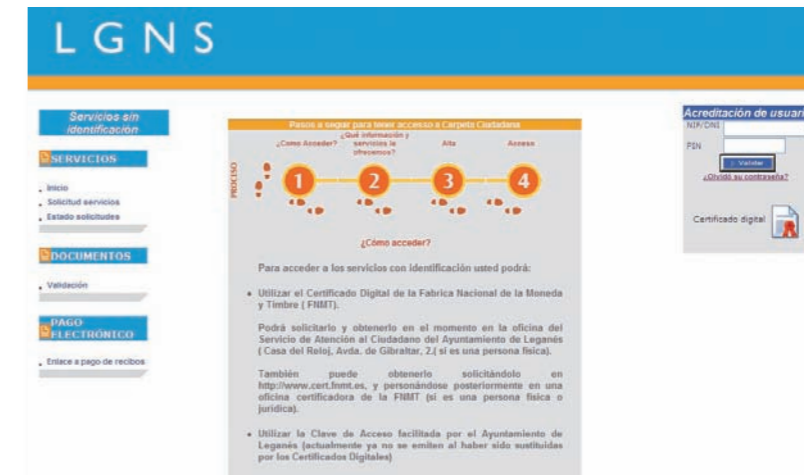 LGNS
Servicios sin
identificación
SERVICIOS
Inicio
Solicitud servicios
Estado solicitudes
DOCUMENTOS
Validación
PAGO
ELECTRÓNICO
Enlace a pago de recibos
Pasos a seguir para tener accesso a Carpeta Ciudadana
PROCESO
¿Como Acceder?
¿Qué información y
servicios le
ofrecemos?
Alta
Acceso
1 2 3 4
¿Cómo acceder?
Para acceder a los servicios con identificación usted podrá:
• Utilizar el Certificado Digital de la Fabrica Nacional de la Moneda
y Timbre ( FNMT).
Podrá solicitarlo y obtenerlo en el momento en la oficina del
Servicio de Atención al Ciudadano del Ayuntamiento de Leganés
( Casa del Reloj, Avda. de Gibraltar, 2.( si es una persona física).
También puede obtenerlo solicitándolo en
http://www.cert.fnmt.es, y personándose posteriormente en una
oficina certificadora de la FNMT (si es una persona física o
jurídica).
• Utilizar la Clave de Acceso facilitada por el Ayuntamiento de
Leganés (actualmente ya no se emiten al haber sido sustituidas
por los Certificados Digitales)
Acreditación de usuari
NIF/DNI
PIN
> Validar
¿Olvidó su contraseña?
Certificado digital